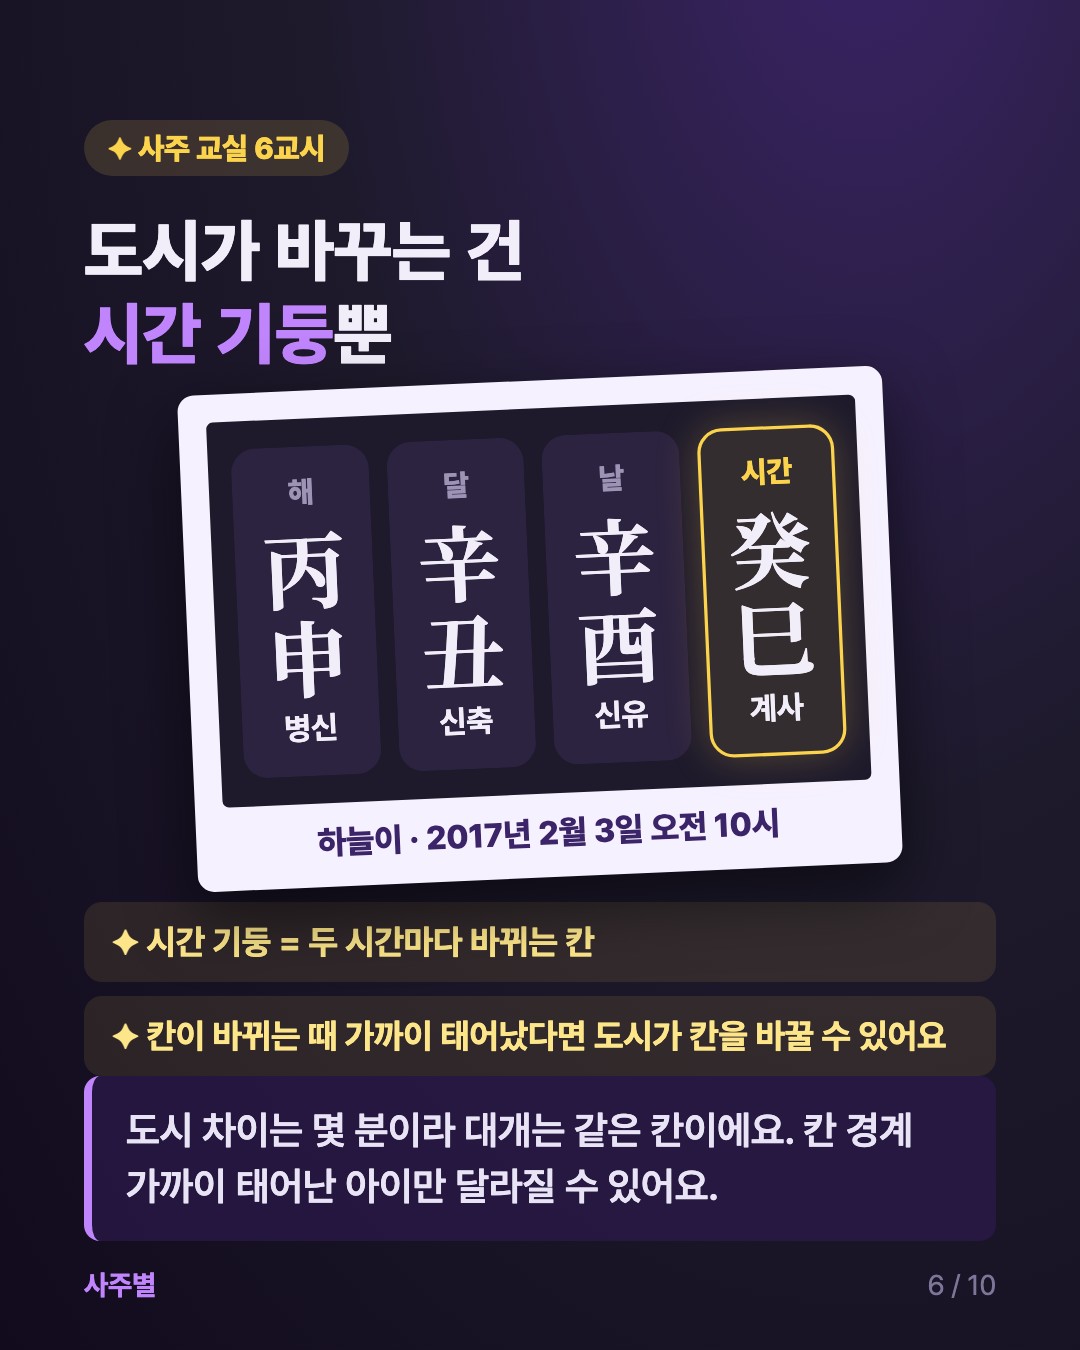 ✦ 사주 교실 6교시
도시가 바꾸는 건
시간 기둥뿐
해 달 날 시간
丙 辛 辛 癸
申 丑 酉 巳
병신 신축 신유 계사
하늘이 · 2017년 2월 3일 오전 10시
✦ 시간 기둥 = 두 시간마다 바뀌는 칸
✦ 칸이 바뀌는 때 가까이 태어났다면 도시가 칸을 바꿀 수 있어요
도시 차이는 몇 분이라 대개는 같은 칸이에요. 칸 경계
가까이 태어난 아이만 달라질 수 있어요.
사주별
6 / 10